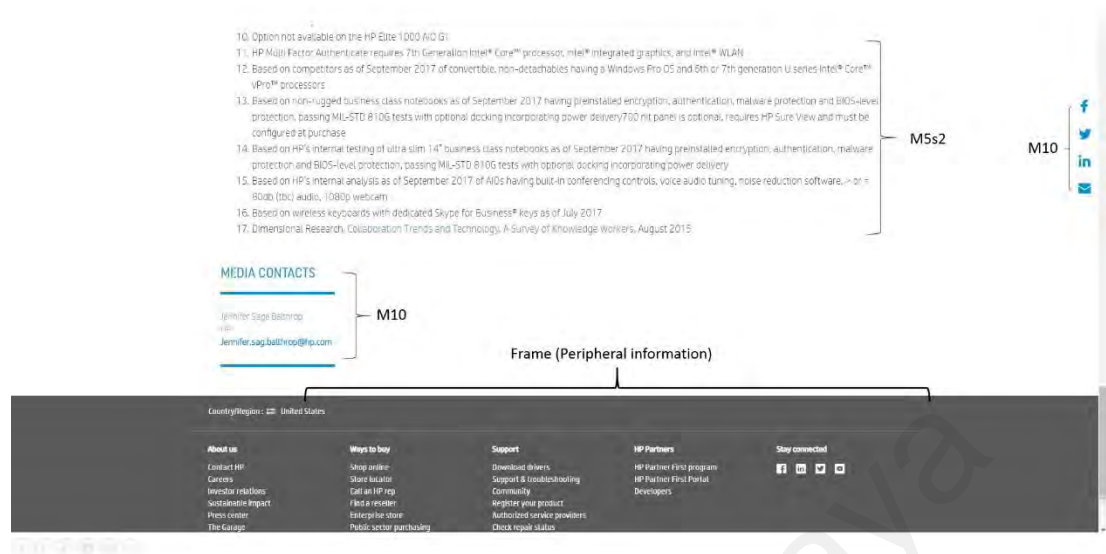 10. Option not available on the HP Elite 1000 AIO G1
11. HP Multi Factor Authenticate requires 7th Generation Intel® Core™ processor, Intel® integrated graphics, and Intel® WLAN
12. Based on competitors as of September 2017 of convertible, non-detachables having a Windows Pro OS and 6th or 7th generation U series Intel® Core™
vPro™ processors
13. Based on non-rugged business class notebooks as of September 2017 having preinstalled encryption, authentication, malware protection and BIOS-level
protection, passing MIL-STD 810G tests with optional docking incorporating power delivery700 nit panel is optional, requires HP Sure View and must be
configured at purchase
14. Based on HP's internal testing of ultra slim 14" business class notebooks as of September 2017 having preinstalled encryption, authentication, malware
protection and BIOS-level protection, passing MIL-STD 810G tests with optional docking incorporating power delivery
15. Based on HP's internal analysis as of September 2017 of AIOs having built-in conferencing controls, voice audio tuning, noise reduction software, > or =
80db (tbc) audio, 1080p webcam
16. Based on wireless keyboards with dedicated Skype for Business® keys as of July 2017
17. Dimensional Research, Collaboration Trends and Technology, A Survey of Knowledge Workers, August 2015
M5s2
M10
MEDIA CONTACTS
Jennifer Sage Balthrop
Jennifer.sag.balthrop@hp.com
M10
Frame (Peripheral information)
Country/Region: United States
About us Ways to buy Support HP Partners Stay connected
Contact HP Shop online Download drivers HP Partner First program
Careers Store locator Support & troubleshooting HP Partner First Portal
Investor relations Call an HP rep Community Developers
Sustainable impact Find a reseller Register your product
Press center Enterprise store Authorized service providers
The Garage Public sector purchasing Check repair status